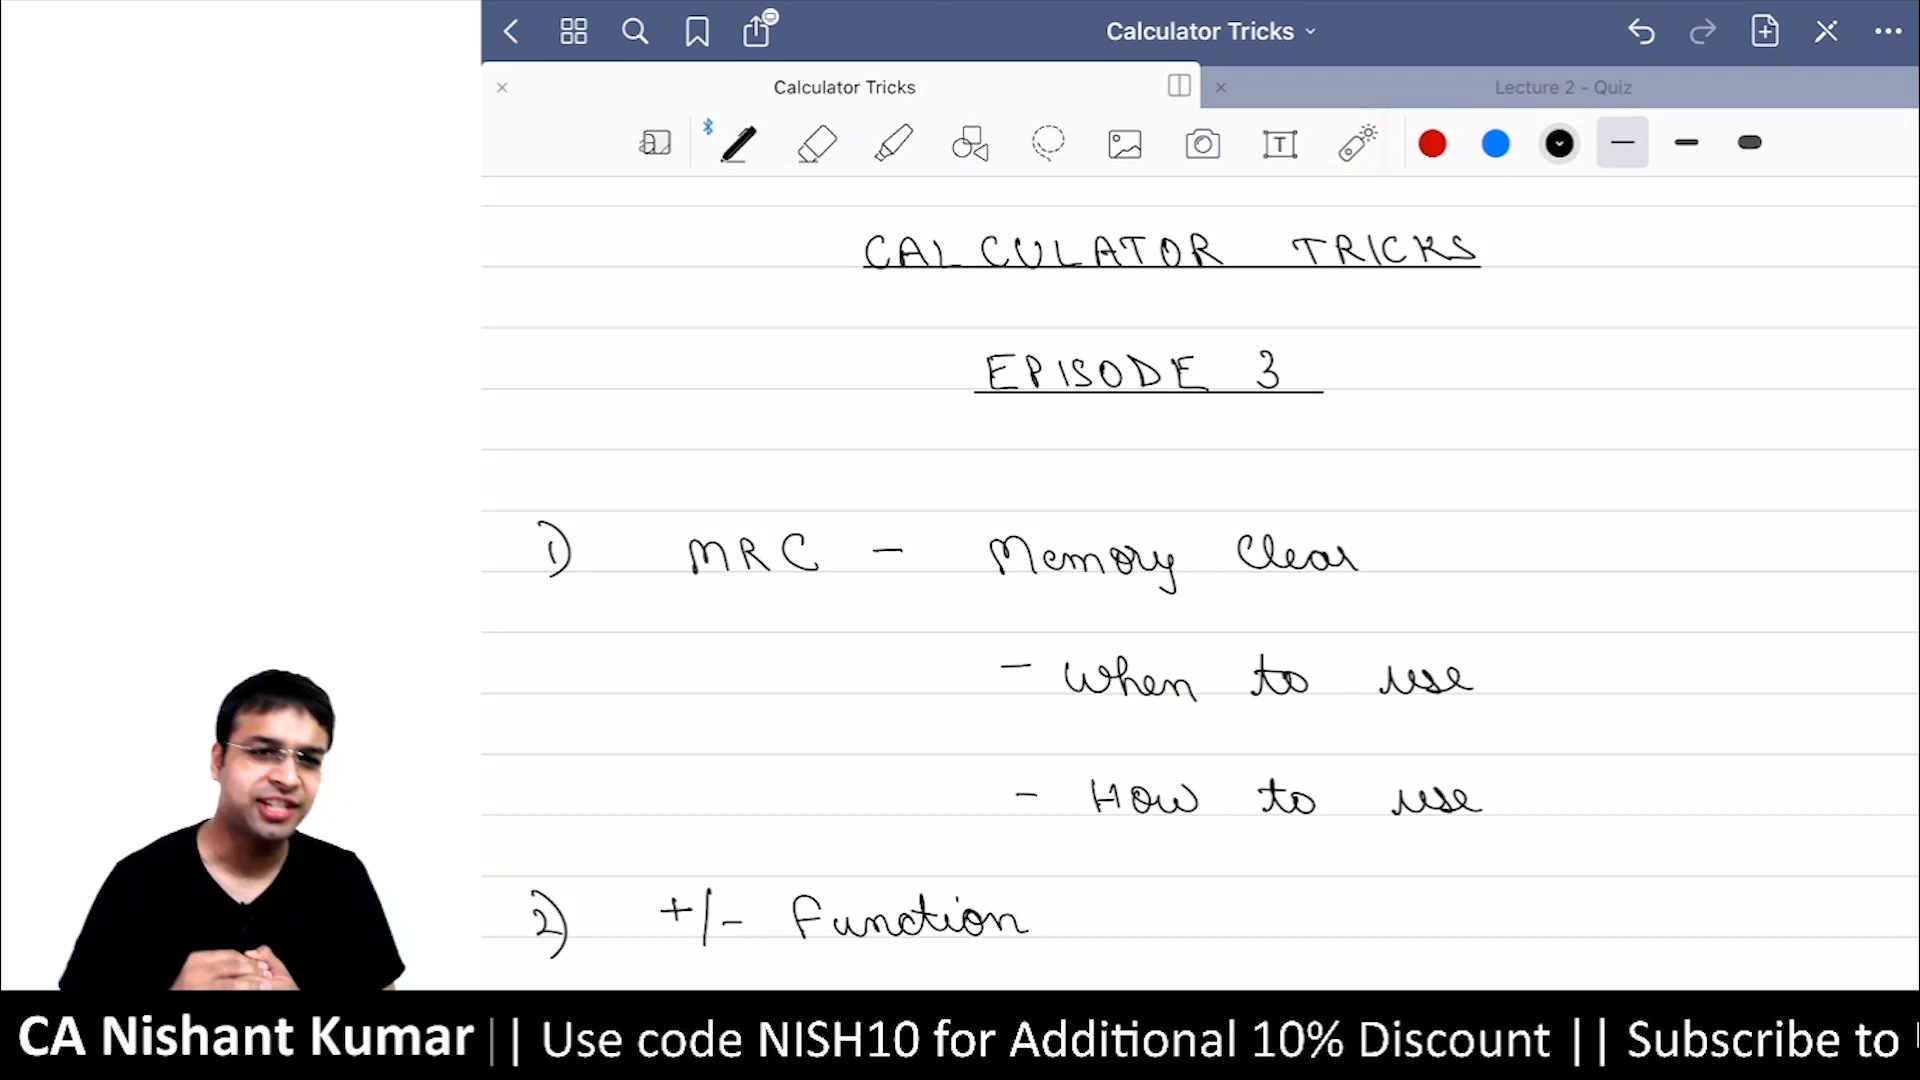 Calculator Tricks
Calculator Tricks
Lecture 2 - Quiz
CALCULATOR TRICKS
EPISODE 3
1) MRC - Memory Clear
- When to use
- How to use
2) +/- Function
CA Nishant Kumar || Use code NISH10 for Additional 10% Discount || Subscribe to